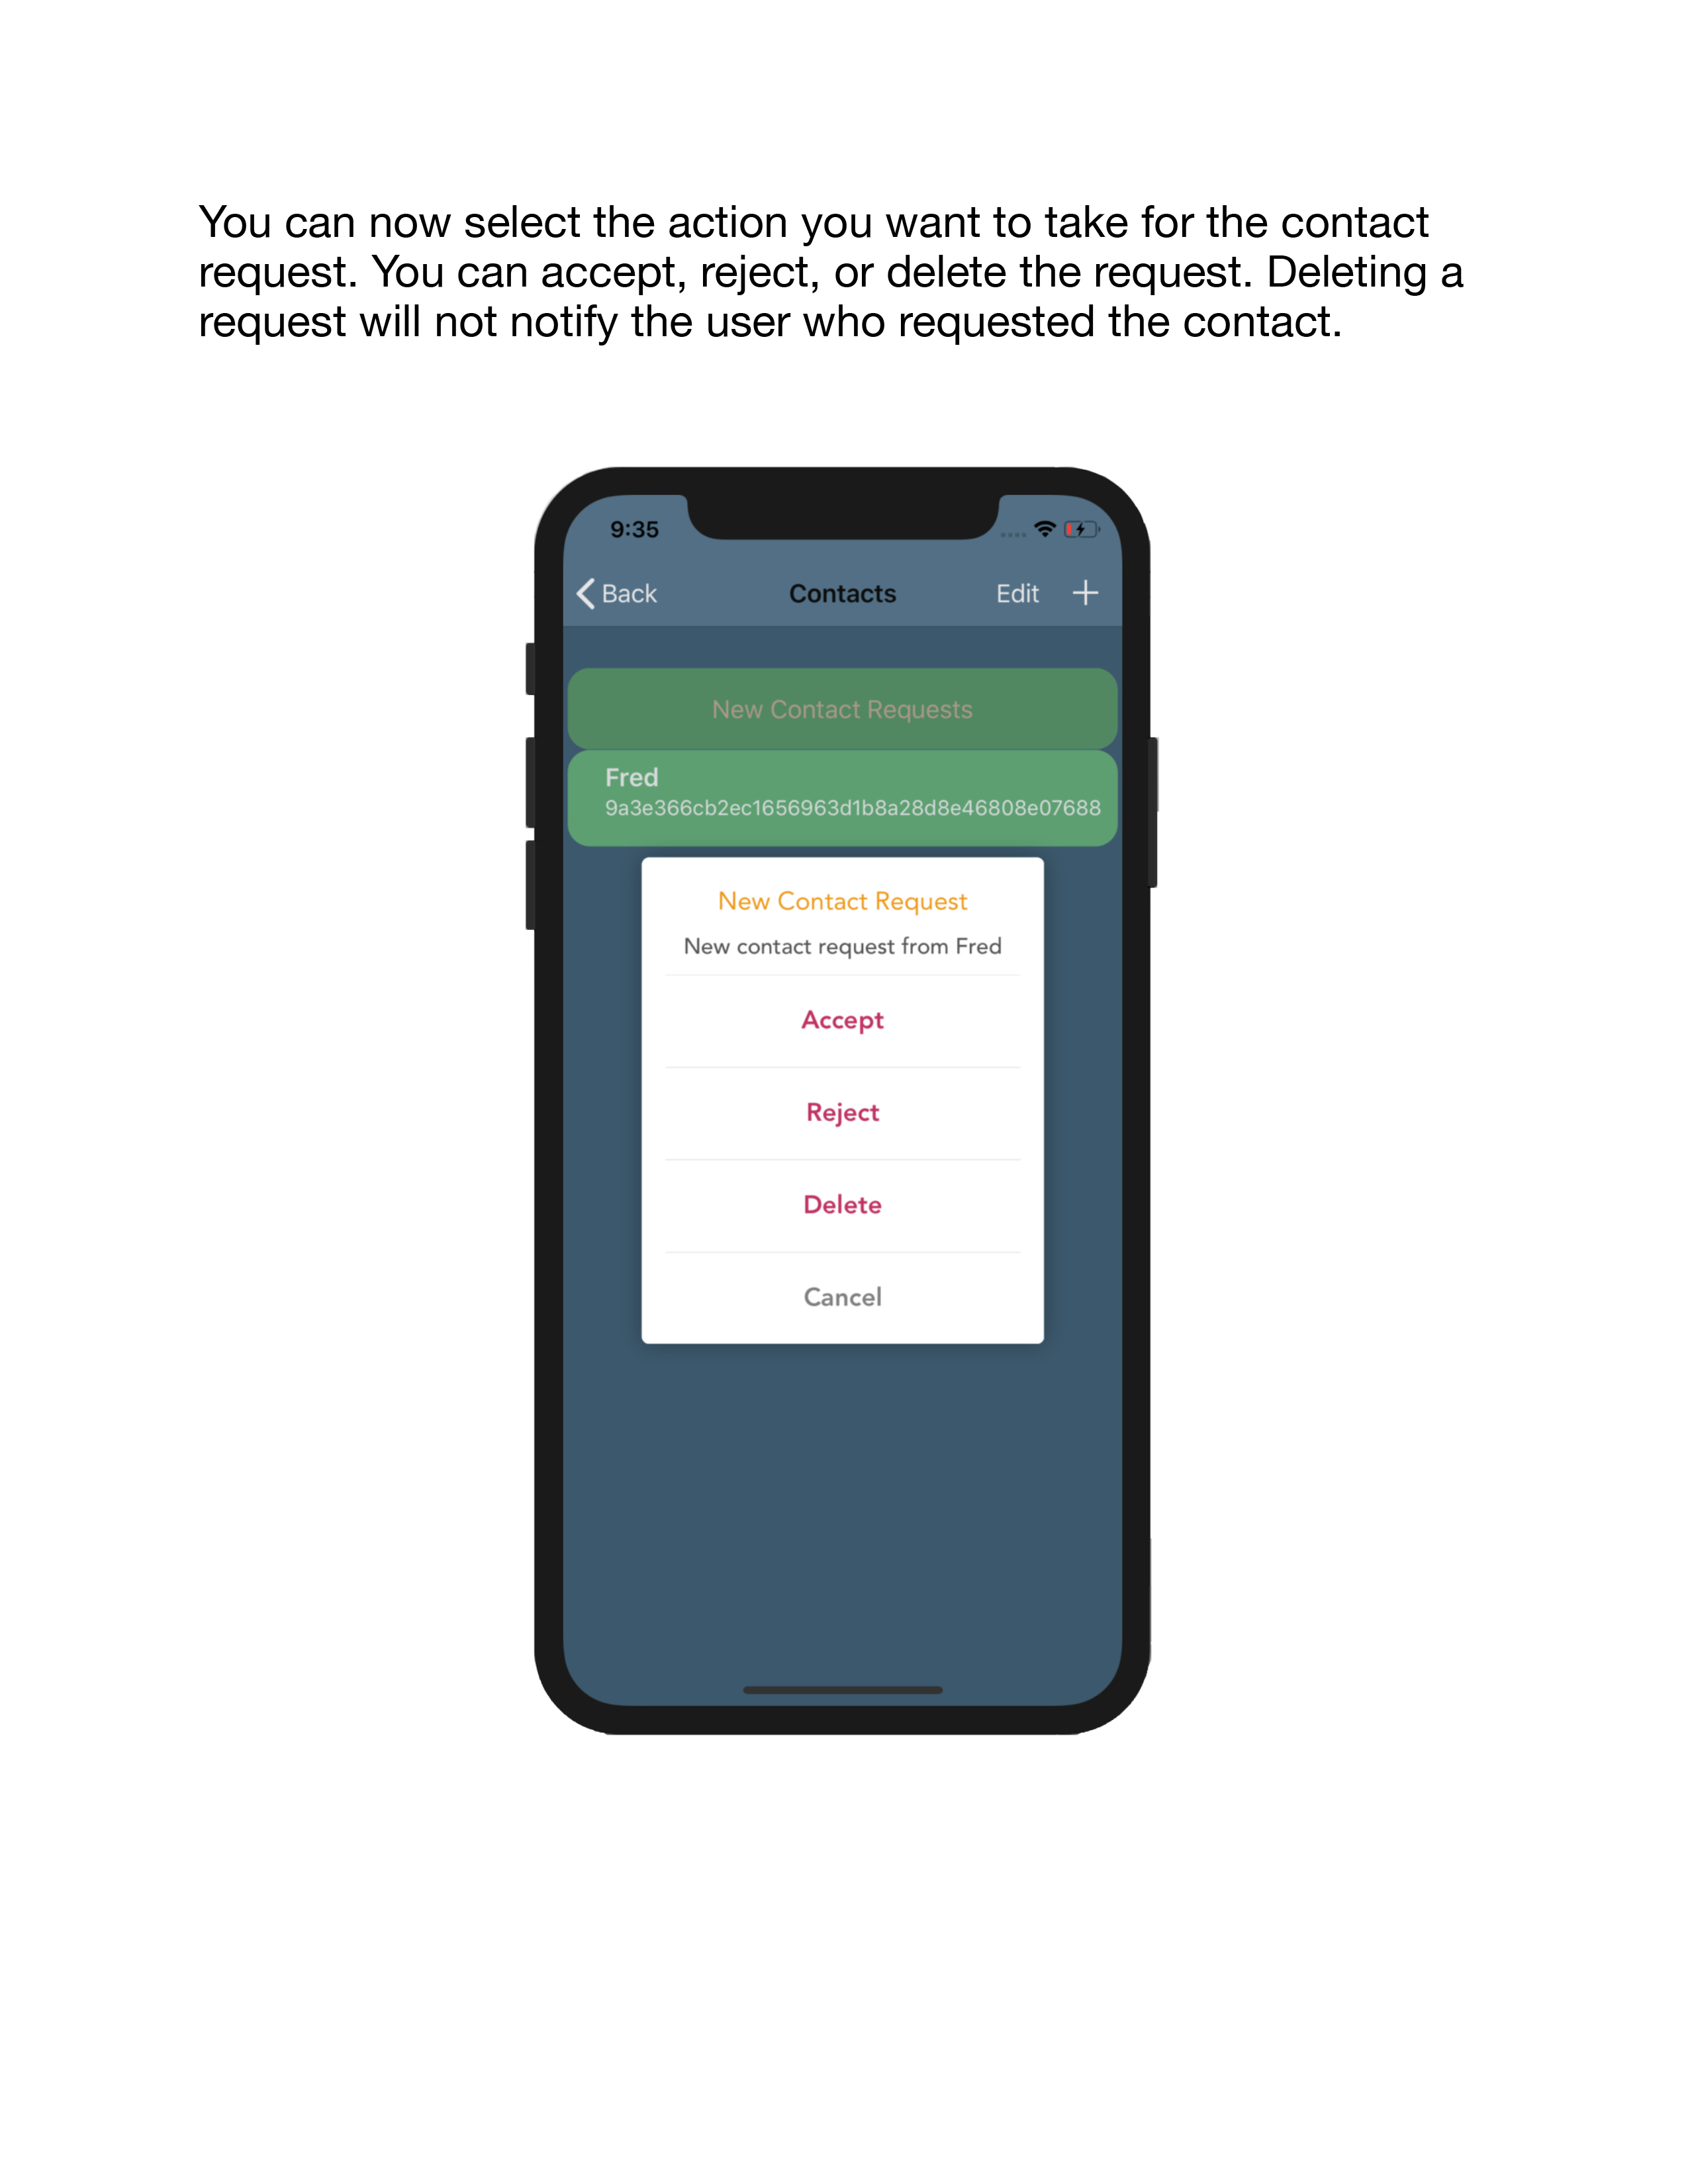 You can now select the action you want to take for the contact
request. You can accept, reject, or delete the request. Deleting a
request will not notify the user who requested the contact.
9:35
Back Contacts Edit +
New Contact Requests
Fred
9a3e366cb2ec1656963d1b8a28d8e46808e07688
New Contact Request
New contact request from Fred
Accept
Reject
Delete
Cancel